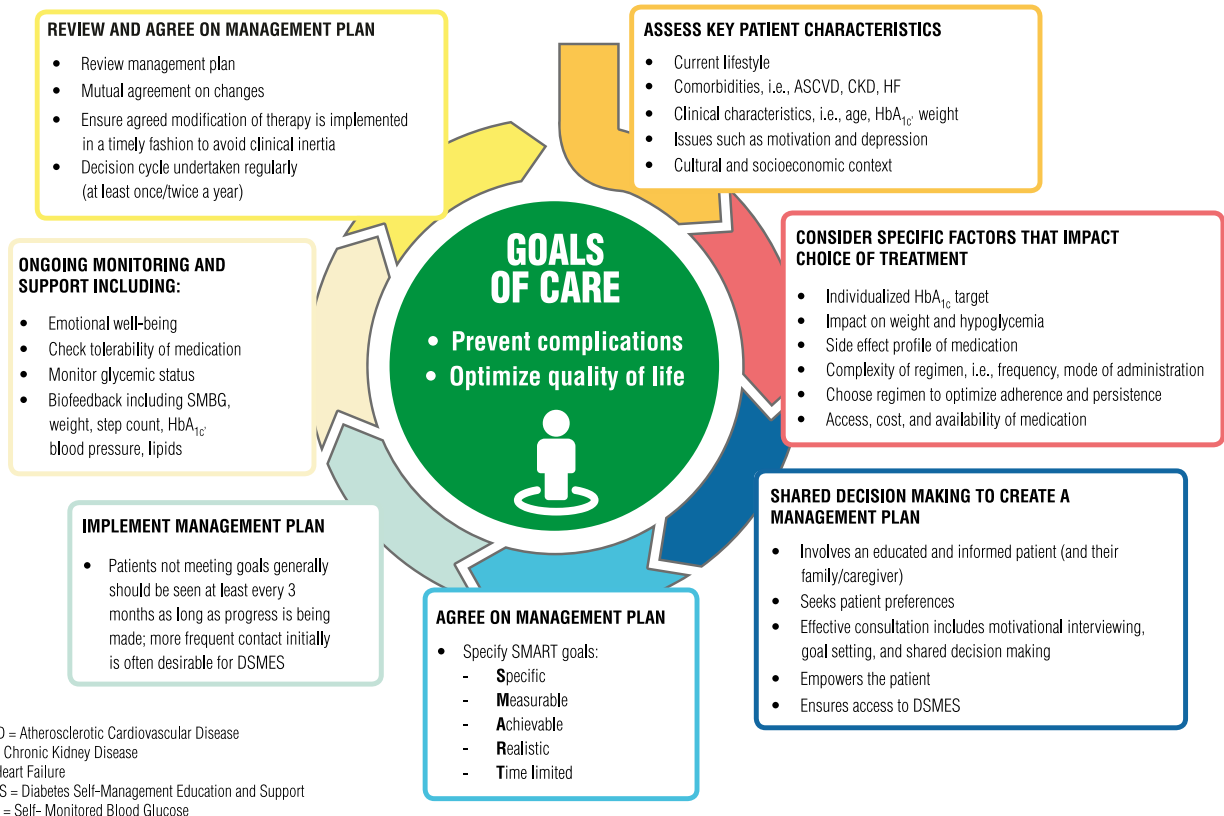 REVIEW AND AGREE ON MANAGEMENT PLAN
• Review management plan
• Mutual agreement on changes
• Ensure agreed modification of therapy is implemented
in a timely fashion to avoid clinical inertia
• Decision cycle undertaken regularly
(at least once/twice a year)
ASSESS KEY PATIENT CHARACTERISTICS
• Current lifestyle
• Comorbidities, i.e., ASCVD, CKD, HF
• Clinical characteristics, i.e., age, HbA1c, weight
• Issues such as motivation and depression
• Cultural and socioeconomic context
CONSIDER SPECIFIC FACTORS THAT IMPACT
CHOICE OF TREATMENT
• Individualized HbA1c target
• Impact on weight and hypoglycemia
• Side effect profile of medication
• Complexity of regimen, i.e., frequency, mode of administration
• Choose regimen to optimize adherence and persistence
• Access, cost, and availability of medication
SHARED DECISION MAKING TO CREATE A
MANAGEMENT PLAN
• Involves an educated and informed patient (and their
family/caregiver)
• Seeks patient preferences
• Effective consultation includes motivational interviewing,
goal setting, and shared decision making
• Empowers the patient
• Ensures access to DSMES
AGREE ON MANAGEMENT PLAN
• Specify SMART goals:
- Specific
- Measurable
- Achievable
- Realistic
- Time limited
IMPLEMENT MANAGEMENT PLAN
• Patients not meeting goals generally
should be seen at least every 3
months as long as progress is being
made; more frequent contact initially
is often desirable for DSMES
ONGOING MONITORING AND
SUPPORT INCLUDING:
• Emotional well-being
• Check tolerability of medication
• Monitor glycemic status
• Biofeedback including SMBG,
weight, step count, HbA1c,
blood pressure, lipids
GOALS
OF CARE
• Prevent complications
• Optimize quality of life
D = Atherosclerotic Cardiovascular Disease
Chronic Kidney Disease
Heart Failure
S = Diabetes Self-Management Education and Support
= Self- Monitored Blood Glucose